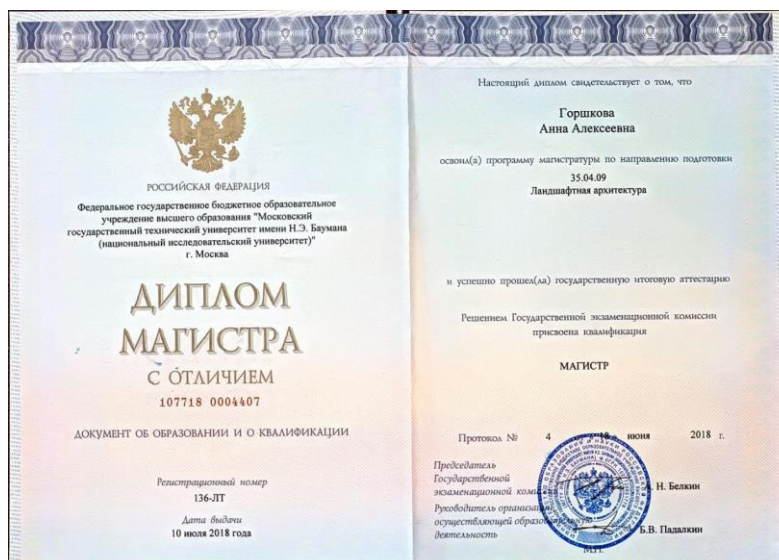 РОССИЙСКАЯ ФЕДЕРАЦИЯ
Федеральное государственное бюджетное образовательное
учреждение высшего образования "Московский
государственный технический университет имени Н.Э. Баумана
(национальный исследовательский университет)"
г. Москва
ДИПЛОМ
МАГИСТРА
С ОТЛИЧИЕМ
107718 0004407
ДОКУМЕНТ ОБ ОБРАЗОВАНИИ И О КВАЛИФИКАЦИИ
Регистрационный номер
136-ЛТ
Дата выдачи
10 июля 2018 года
Настоящий диплом свидетельствует о том, что
Горшкова
Анна Алексеевна
освоил(а) программу магистратуры по направлению подготовки
35.04.09
Ландшафтная архитектура
и успешно прошел(ла) государственную итоговую аттестацию
Решением Государственной экзаменационной комиссии
присвоена квалификация
МАГИСТР
Протокол № 4 июня 2018 г.
Председатель
Государственной
экзаменационной А. Н. Белкин
Руководитель организации,
осуществляющей образовательную
деятельность Б.В. Падалкин
М.П.